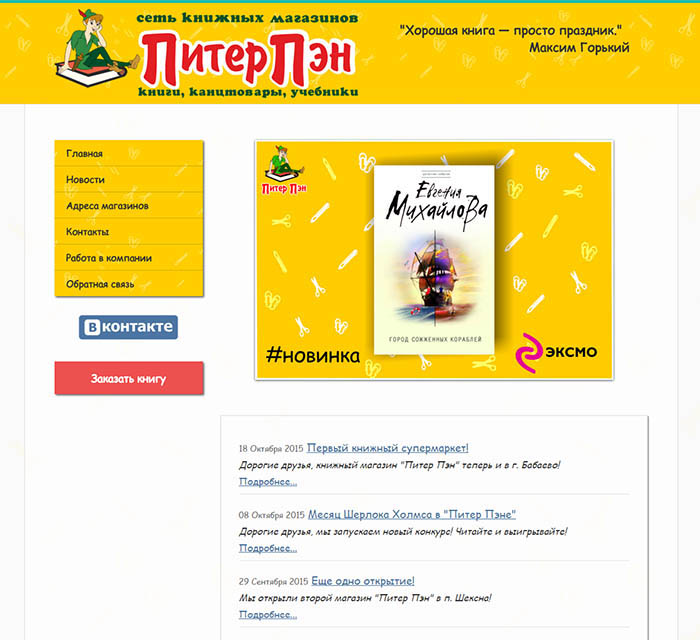 сеть книжных магазинов
ПитерПэн
книги, канцтовары, учебники
"Хорошая книга — просто праздник."
Максим Горький
Главная
Новости
Адреса магазинов
Контакты
Работа в компании
Обратная связь
В контакте
Заказать книгу
Питер Пэн
Евгения
Михайлова
ГОРОД СОЖЖЕННЫХ КОРАБЛЕЙ
#новинка
эксмо
18 Октября 2015 Первый книжный супермаркет!
Дорогие друзья, книжный магазин "Питер Пэн" теперь и в г. Бабаево!
Подробнее...
08 Октября 2015 Месяц Шерлока Холмса в "Питер Пэне"
Дорогие друзья, мы запускаем новый конкурс! Читайте и выигрывайте!
Подробнее...
29 Сентября 2015 Еще одно открытие!
Мы открыли второй магазин "Питер Пэн" в п. Шексна!
Подробнее...